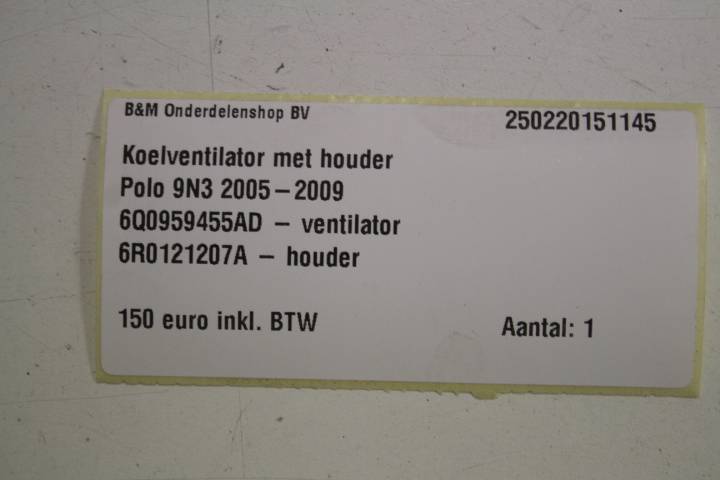 B&M Onderdelenshop BV 250220151145
Koelventilator met houder
Polo 9N3 2005 – 2009
6Q0959455AD – ventilator
6R0121207A – houder
150 euro inkl. BTW Aantal: 1